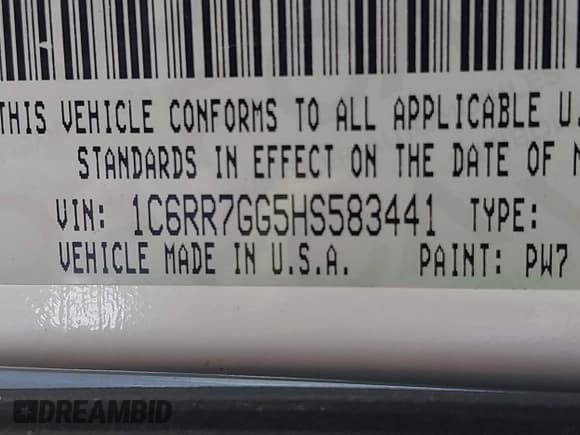 THIS VEHICLE CONFORMS TO ALL APPLICABLE U.
STANDARDS IN EFFECT ON THE DATE OF
VIN: 1C6RR7GG5HS583441 TYPE:
VEHICLE MADE IN U.S.A. PAINT: PW7
DREAMBID